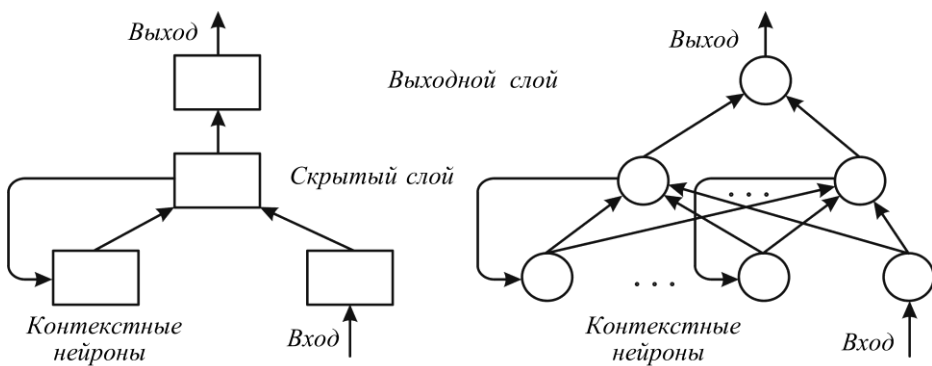 Выход
Выход
Выходной слой
Скрытый слой
. . .
. . .
Контекстные
нейроны
Вход
Контекстные
нейроны
Вход